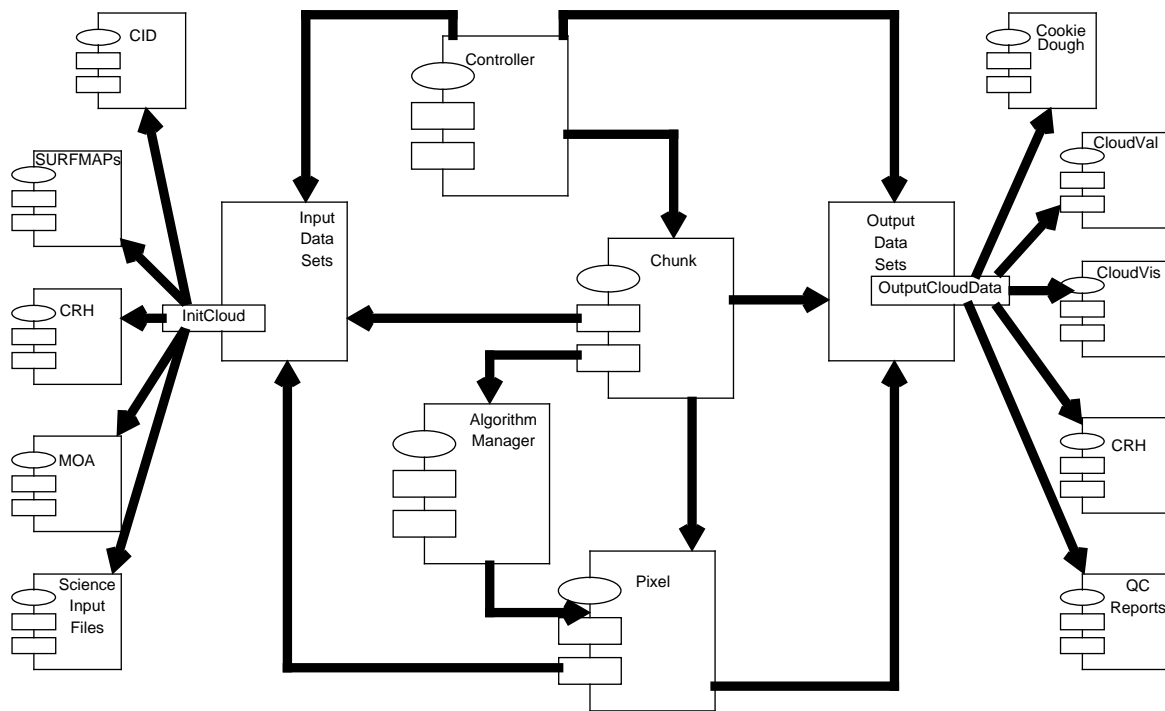 CID
Controller
Cookie
Dough
SURFMAPs
CloudVal
Input
Data
Sets
Output
Data
Sets
Chunk
CloudVis
OutputCloudData
CRH
InitCloud
Algorithm
Manager
MOA
CRH
Science
Input
Files
Pixel
QC
Reports